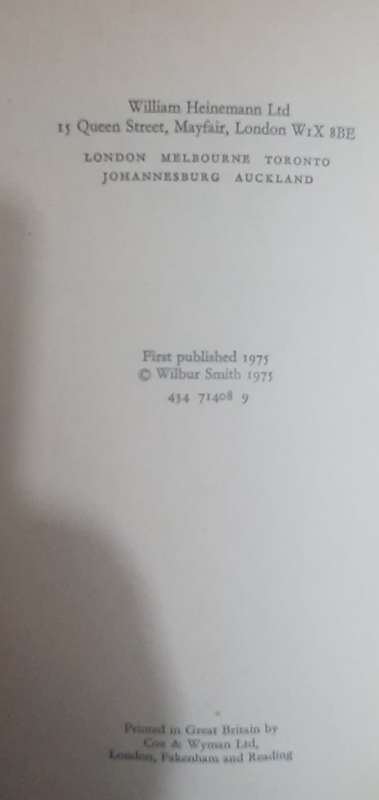 William Heinemann Ltd
15 Queen Street, Mayfair, London W1X 8BE
LONDON MELBOURNE TORONTO
JOHANNESBURG AUCKLAND
First published 1975
© Wilbur Smith 1975
434 71408 9
Printed in Great Britain by
Cox & Wyman Ltd,
London, Fakenham and Reading